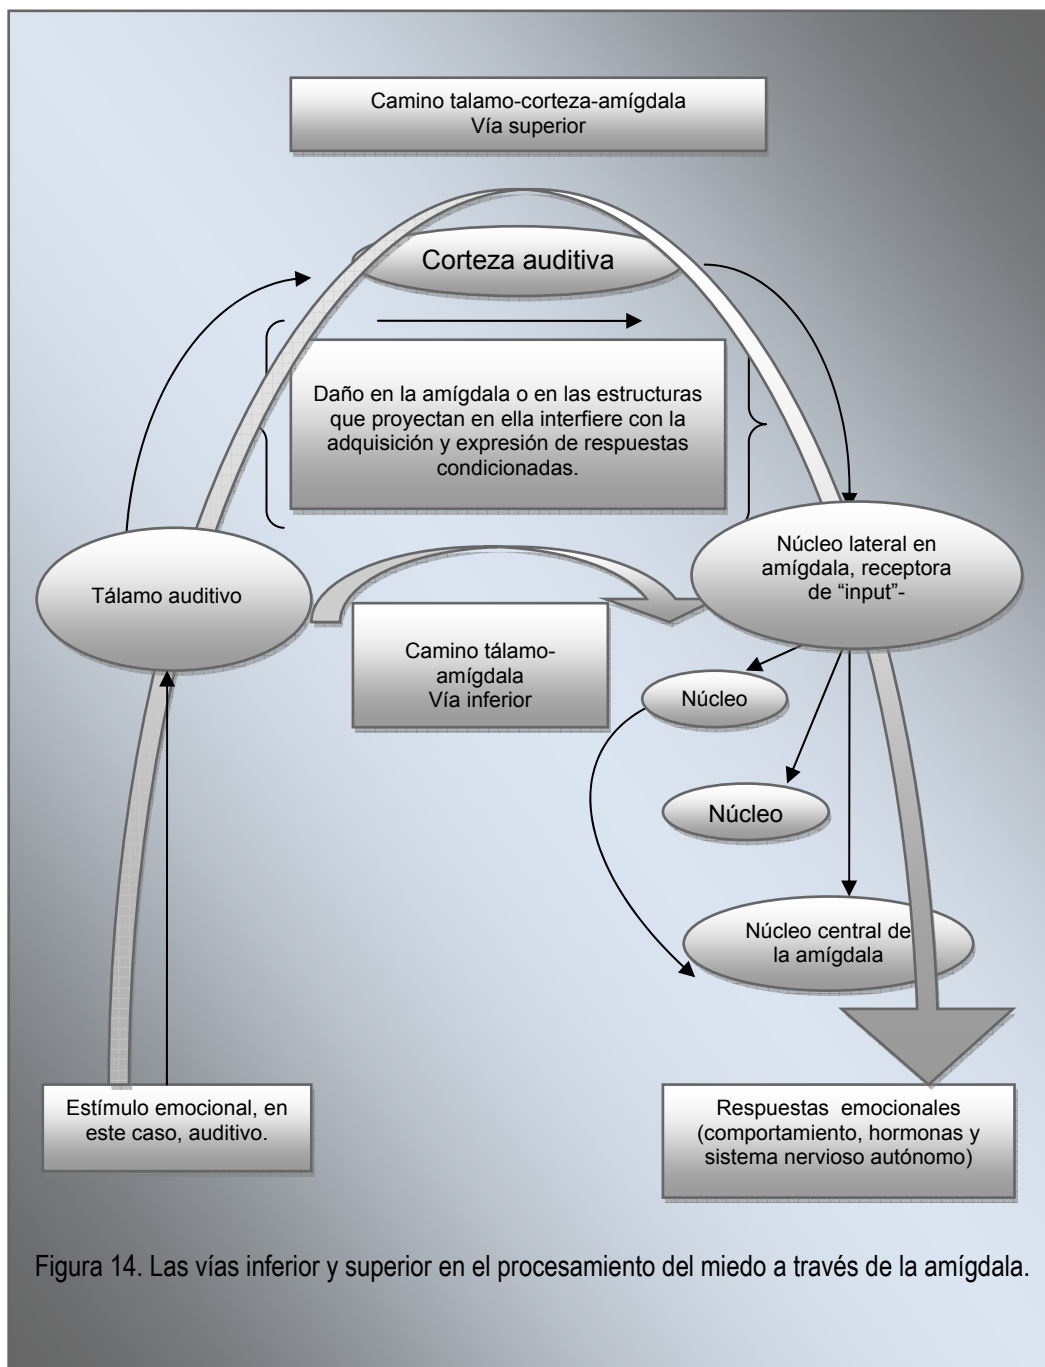 Camino talamo-corteza-amígdala
Vía superior
Corteza auditiva
Daño en la amígdala o en las estructuras
que proyectan en ella interfiere con la
adquisición y expresión de respuestas
condicionadas.
Tálamo auditivo
Núcleo lateral en
amígdala, receptora
de “input”-
Camino tálamo-
amígdala
Vía inferior
Núcleo
Núcleo
Núcleo central de
la amígdala
Estímulo emocional, en
este caso, auditivo.
Respuestas emocionales
(comportamiento, hormonas y
sistema nervioso autónomo)
Figura 14. Las vías inferior y superior en el procesamiento del miedo a través de la amígdala.